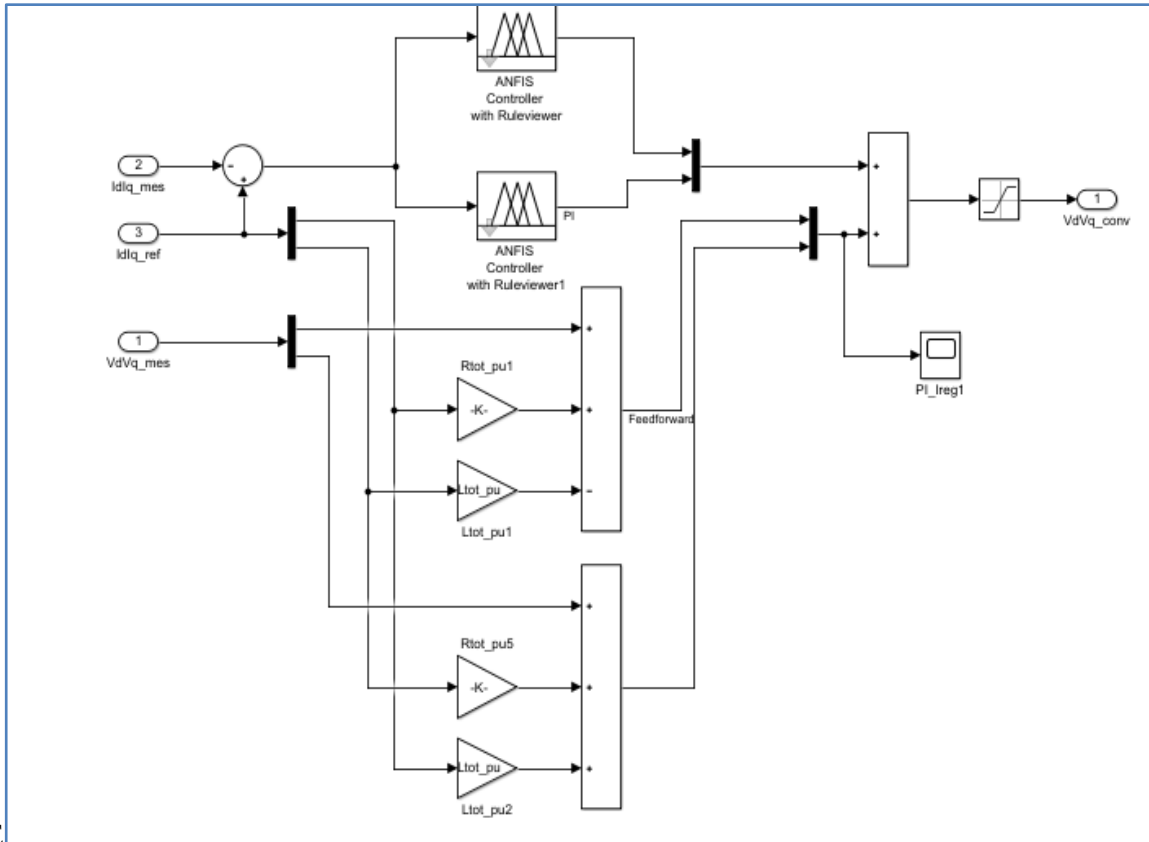 ANFIS
Controller
with Ruleviewer
2
IdIq_mes
-
+
3
IdIq_ref
PI
ANFIS
Controller
with Ruleviewer1
+
+
1
VdVq_conv
1
VdVq_mes
+
Rtot_pu1
-K-
+
Feedforward
PI_Ireg1
Ltot_pu
-
Ltot_pu1
+
Rtot_pu5
-K-
+
Ltot_pu
+
Ltot_pu2